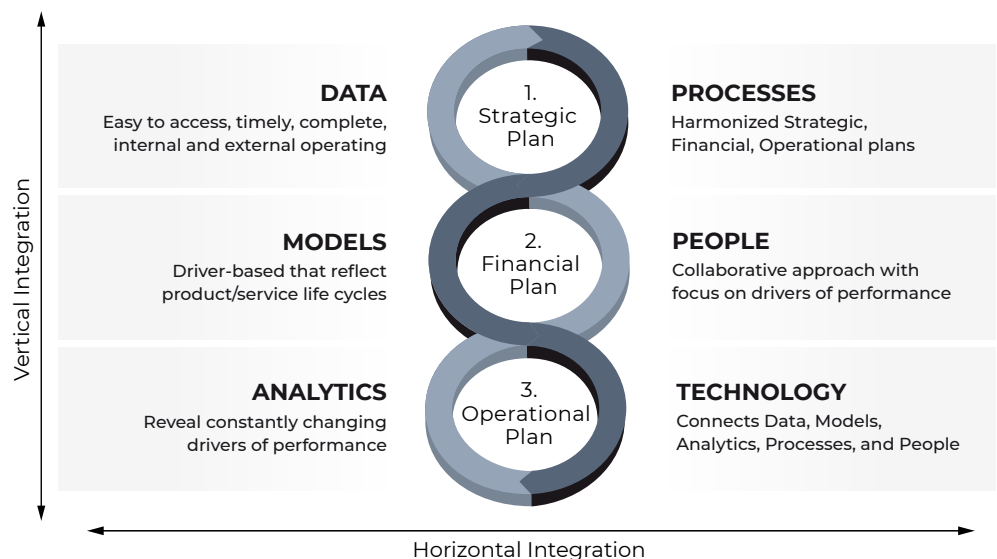 Vertical Integration
DATA
Easy to access, timely, complete,
internal and external operating
1.
Strategic
Plan
PROCESSES
Harmonized Strategic,
Financial, Operational plans
MODELS
Driver-based that reflect
product/service life cycles
2.
Financial
Plan
PEOPLE
Collaborative approach with
focus on drivers of performance
ANALYTICS
Reveal constantly changing
drivers of performance
3.
Operational
Plan
TECHNOLOGY
Connects Data, Models,
Analytics, Processes, and People
Horizontal Integration